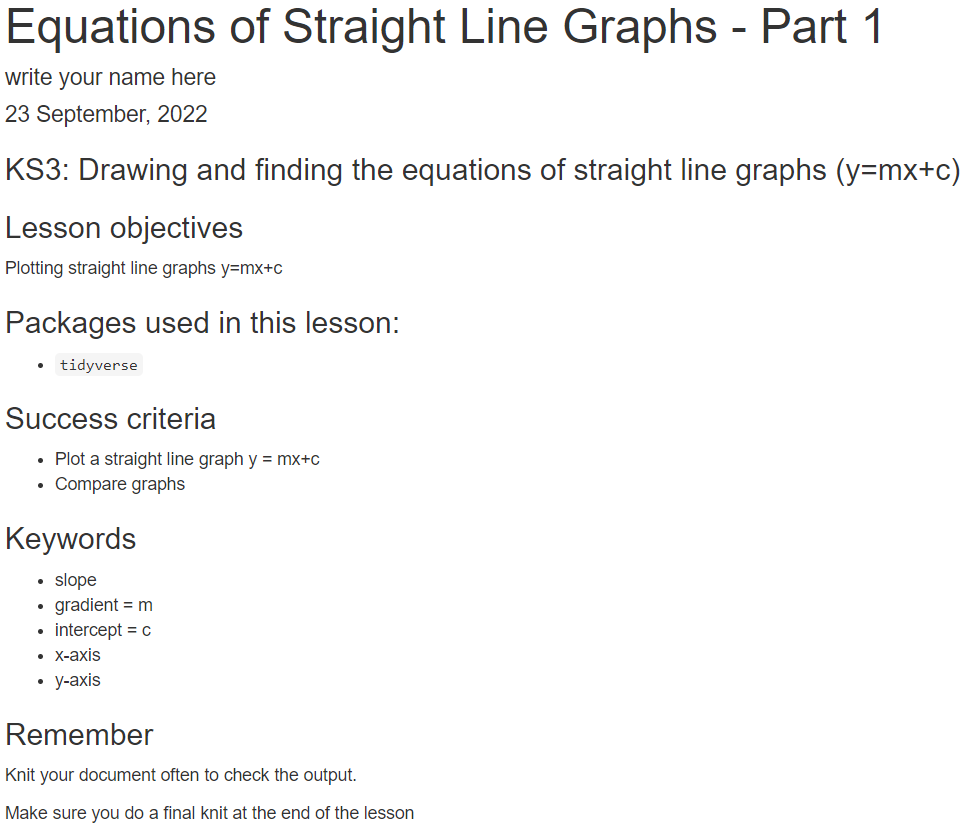 Equations of Straight Line Graphs - Part 1
write your name here
23 September, 2022
KS3: Drawing and finding the equations of straight line graphs (y=mx+c)
Lesson objectives
Plotting straight line graphs y=mx+c
Packages used in this lesson:
• tidyverse
Success criteria
• Plot a straight line graph y = mx+c
• Compare graphs
Keywords
• slope
• gradient = m
• intercept = c
• x-axis
• y-axis
Remember
Knit your document often to check the output.
Make sure you do a final knit at the end of the lesson